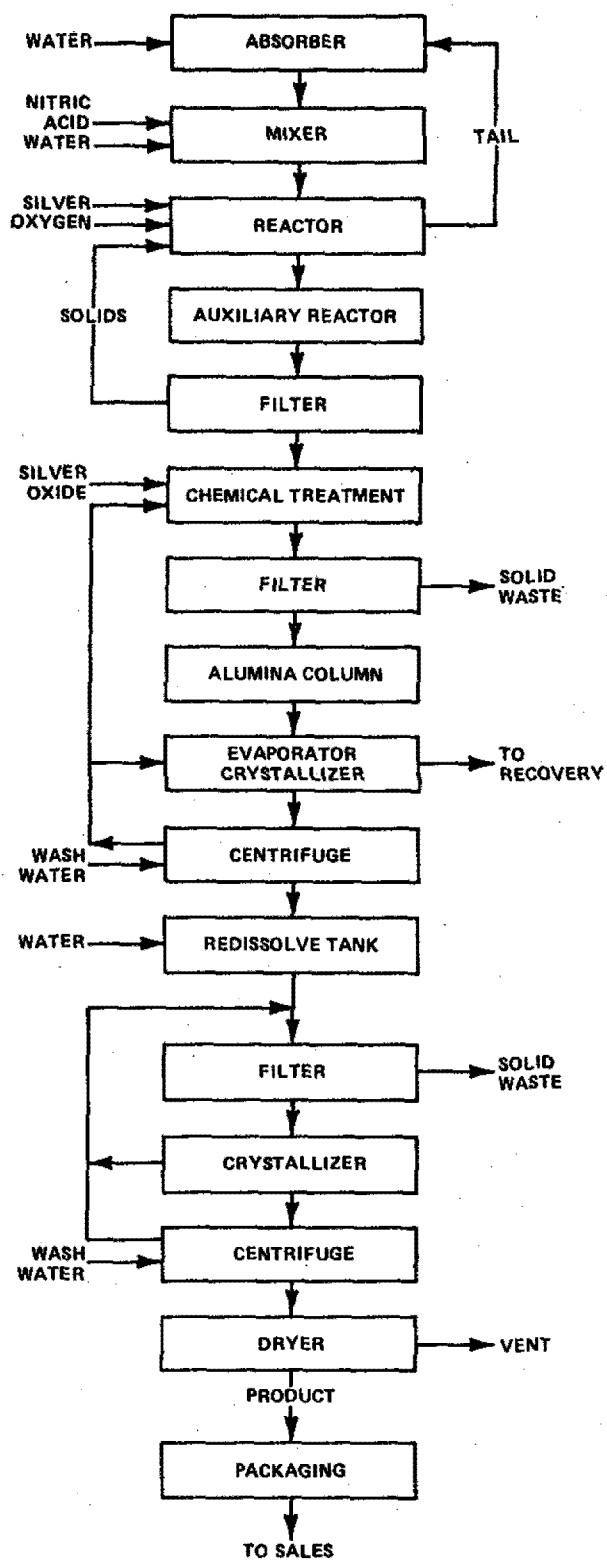 WATER
ABSORBER
NITRIC
ACID
WATER
MIXER
TAIL
SILVER
OXYGEN
REACTOR
SOLIDS
AUXILIARY REACTOR
FILTER
SILVER
OXIDE
CHEMICAL TREATMENT
FILTER
SOLID
WASTE
ALUMINA COLUMN
EVAPORATOR
CRYSTALLIZER
TO
RECOVERY
WASH
WATER
CENTRIFUGE
WATER
REDISSOLVE TANK
FILTER
SOLID
WASTE
CRYSTALLIZER
WASH
WATER
CENTRIFUGE
DRYER
VENT
PRODUCT
PACKAGING
TO SALES